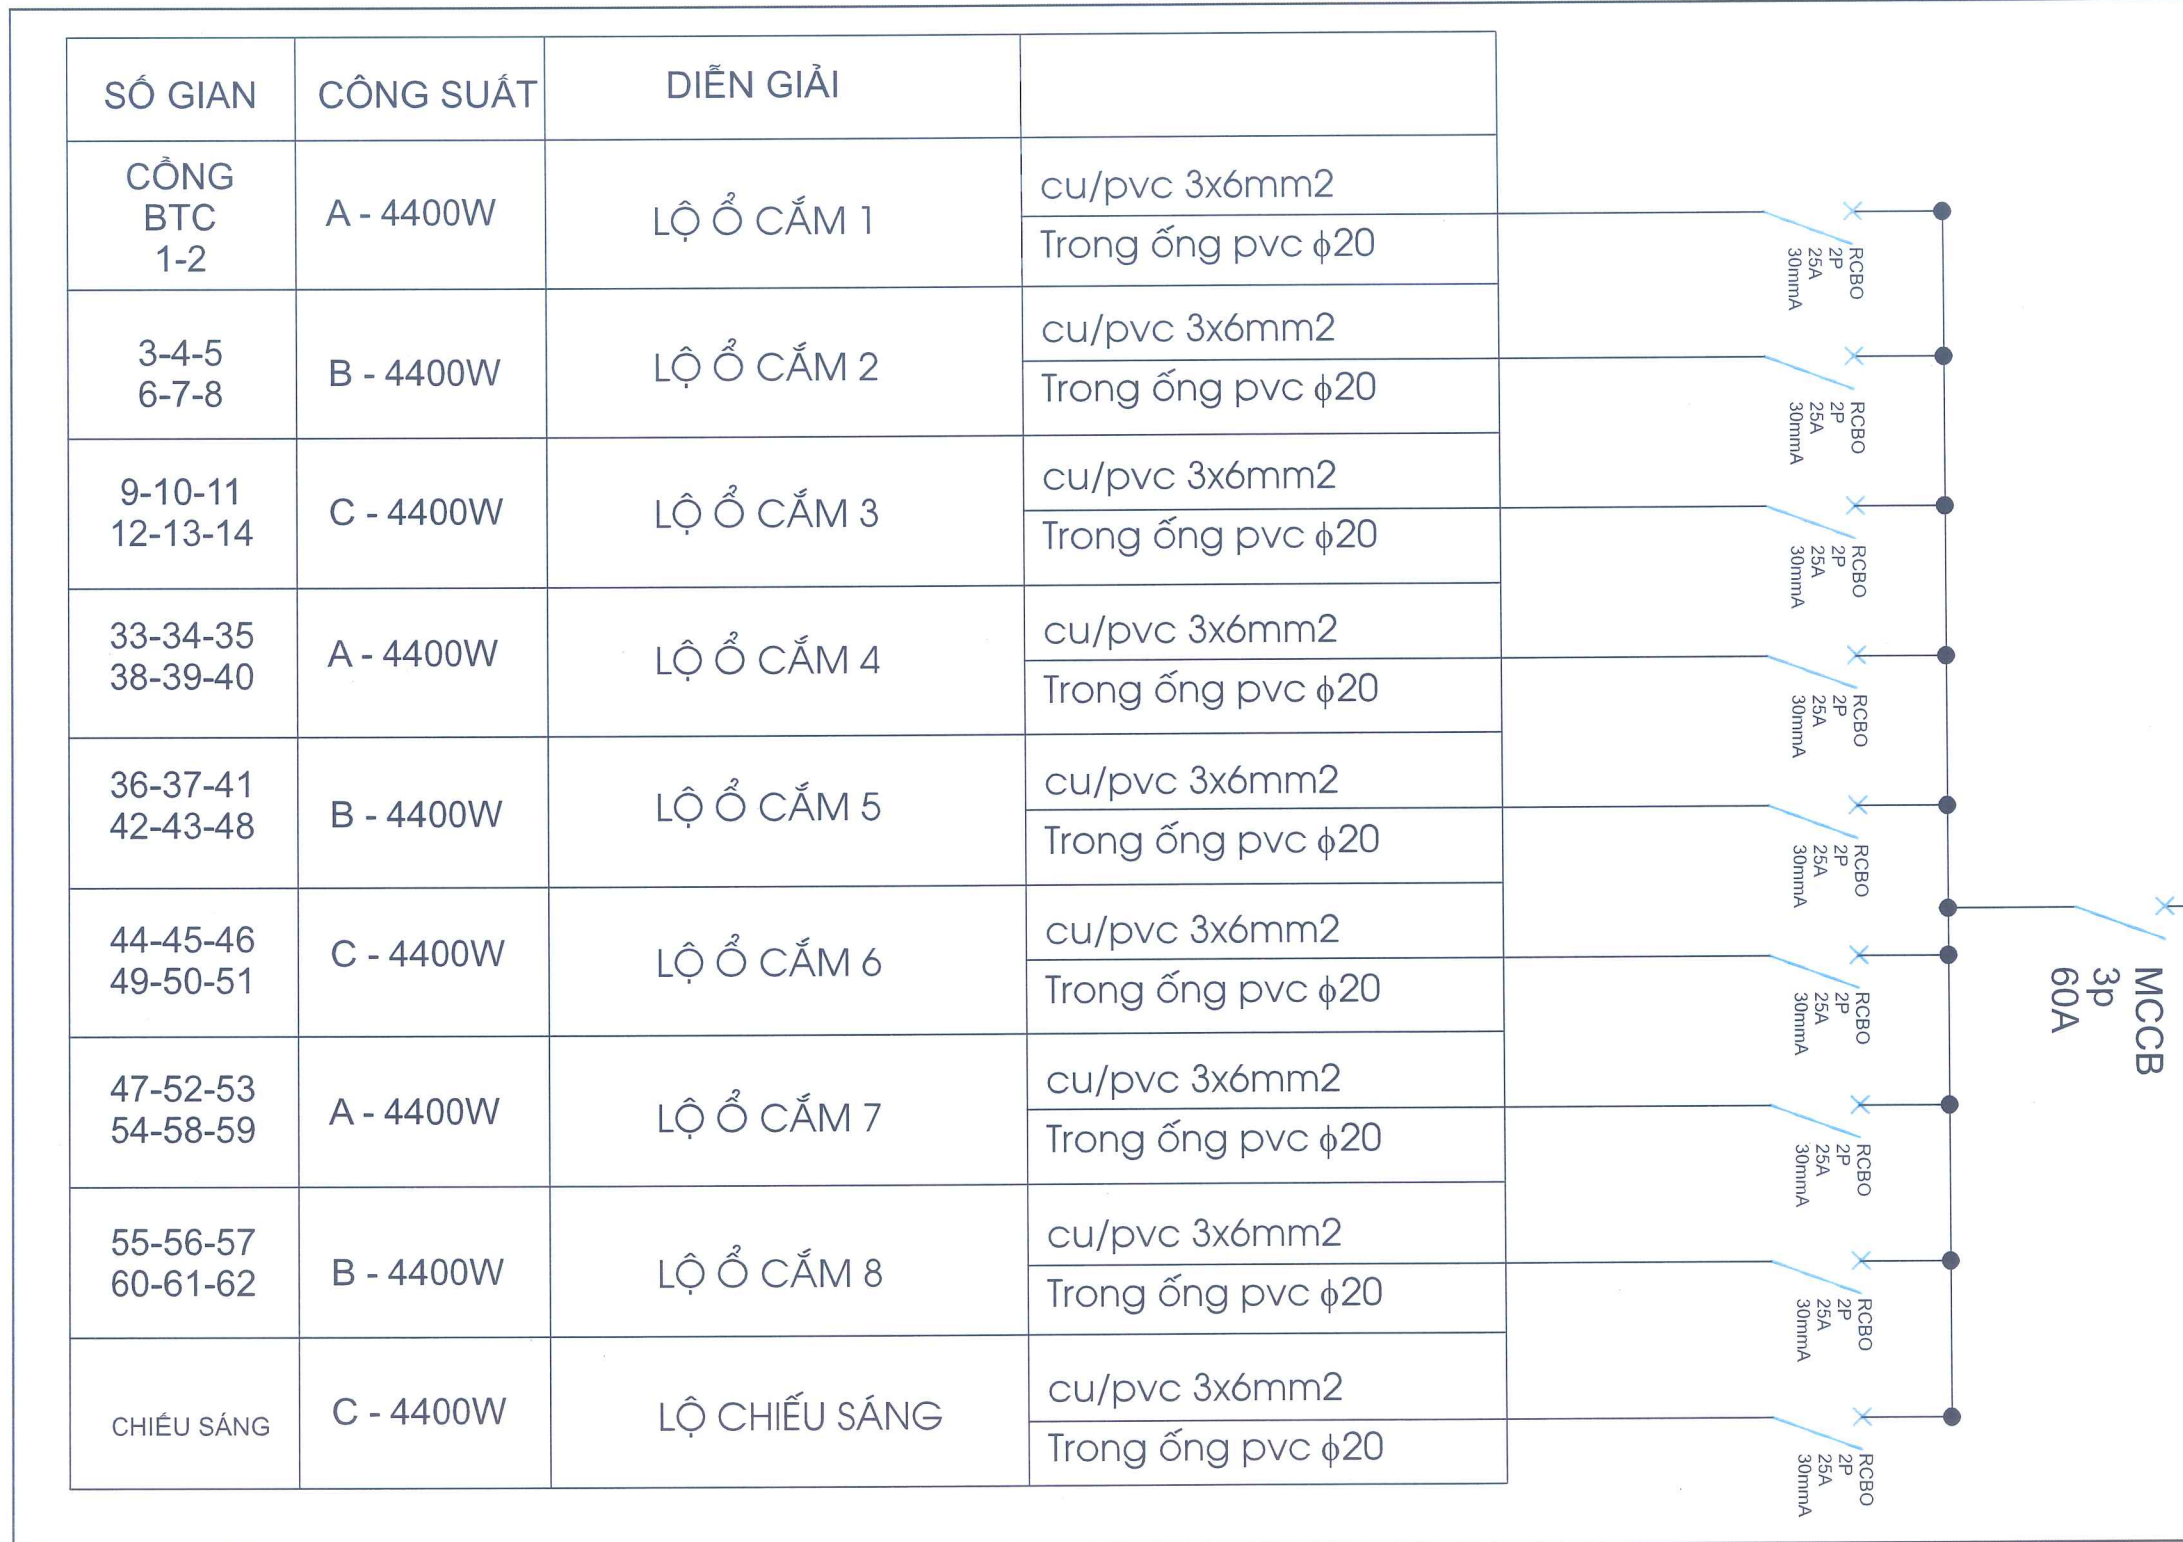 SỐ GIAN
CÔNG SUẤT
DIỄN GIẢI
CỔNG
BTC
1-2
A - 4400W
LỘ Ổ CẮM 1
cu/pvc 3x6mm2
Trong ống pvc ϕ20
RCBO
2P
25A
30mmA
3-4-5
6-7-8
B - 4400W
LỘ Ổ CẮM 2
cu/pvc 3x6mm2
Trong ống pvc ϕ20
RCBO
2P
25A
30mmA
9-10-11
12-13-14
C - 4400W
LỘ Ổ CẮM 3
cu/pvc 3x6mm2
Trong ống pvc ϕ20
RCBO
2P
25A
30mmA
33-34-35
38-39-40
A - 4400W
LỘ Ổ CẮM 4
cu/pvc 3x6mm2
Trong ống pvc ϕ20
RCBO
2P
25A
30mmA
36-37-41
42-43-48
B - 4400W
LỘ Ổ CẮM 5
cu/pvc 3x6mm2
Trong ống pvc ϕ20
RCBO
2P
25A
30mmA
44-45-46
49-50-51
C - 4400W
LỘ Ổ CẮM 6
cu/pvc 3x6mm2
Trong ống pvc ϕ20
RCBO
2P
25A
30mmA
MCCB
3p
60A
47-52-53
54-58-59
A - 4400W
LỘ Ổ CẮM 7
cu/pvc 3x6mm2
Trong ống pvc ϕ20
RCBO
2P
25A
30mmA
55-56-57
60-61-62
B - 4400W
LỘ Ổ CẮM 8
cu/pvc 3x6mm2
Trong ống pvc ϕ20
RCBO
2P
25A
30mmA
CHIẾU SÁNG
C - 4400W
LỘ CHIẾU SÁNG
cu/pvc 3x6mm2
Trong ống pvc ϕ20
RCBO
2P
25A
30mmA